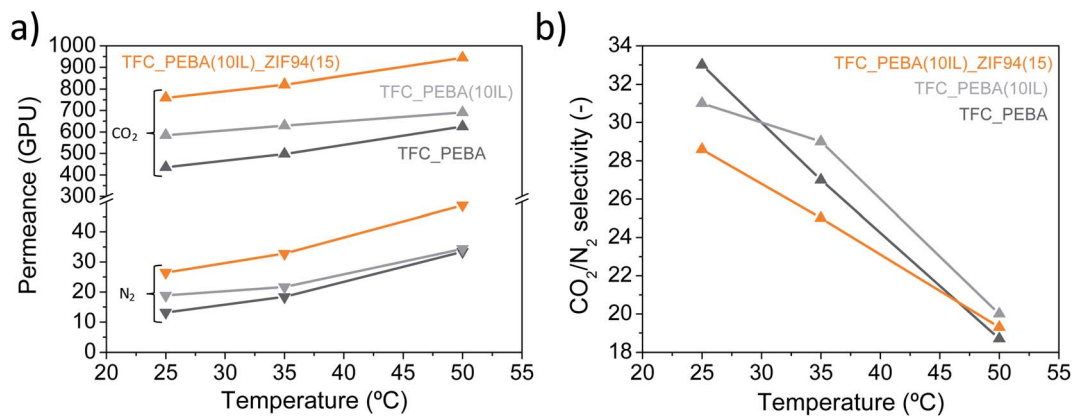 a)
1000
900
800
700
600
500
400
300
40
30
20
10
0
Permeance (GPU)
TFC_PEBA(10IL)_ZIF94(15)
TFC_PEBA(10IL)
CO₂
TFC_PEBA
N₂
20 25 30 35 40 45 50 55
Temperature (ºC)
b)
34
32
30
28
26
24
22
20
18
CO₂/N₂ selectivity (-)
TFC_PEBA(10IL)_ZIF94(15)
TFC_PEBA(10IL)
TFC_PEBA
20 25 30 35 40 45 50 55
Temperature (ºC)